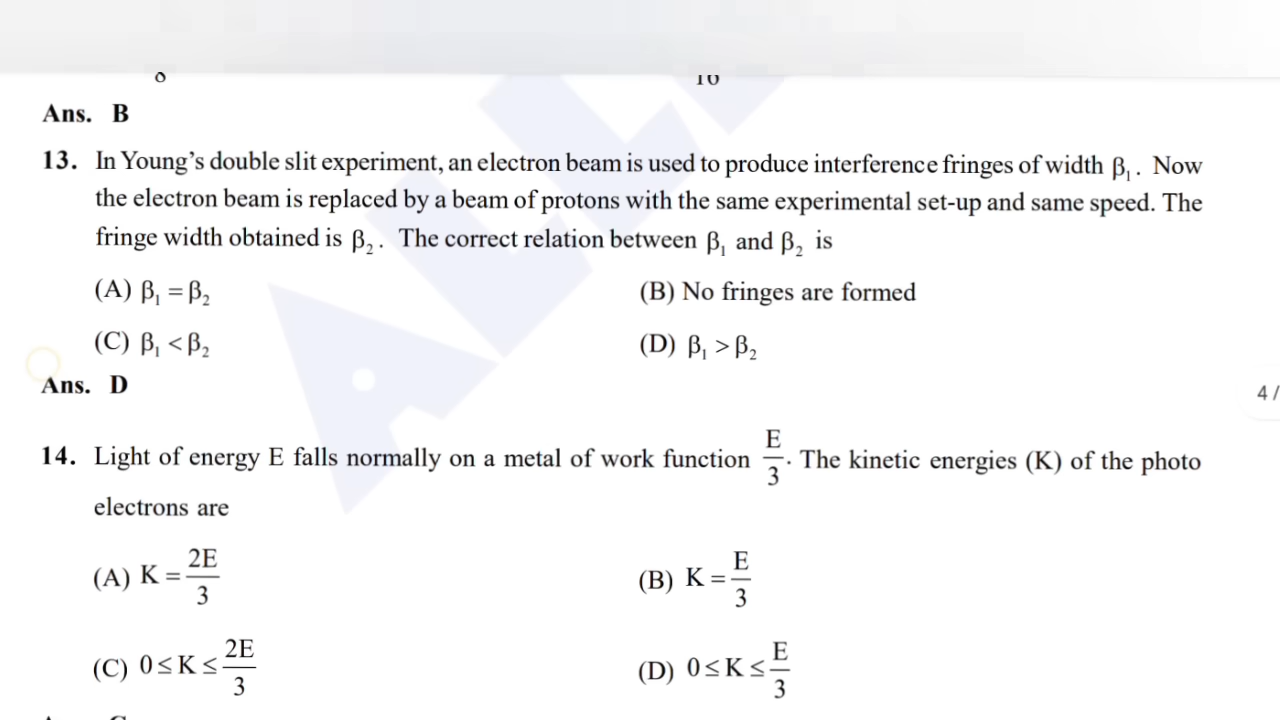 Ans. B
13. In Young's double slit experiment, an electron beam is used to produce interference fringes of width β₁. Now
the electron beam is replaced by a beam of protons with the same experimental set-up and same speed. The
fringe width obtained is β₂. The correct relation between β₁ and β₂ is
(A) β₁ = β₂ (B) No fringes are formed
(C) β₁ < β₂ (D) β₁ > β₂
Ans. D
4/
14. Light of energy E falls normally on a metal of work function E/3. The kinetic energies (K) of the photo
electrons are
(A) K = 2E/3 (B) K = E/3
(C) 0 ≤ K ≤ 2E/3 (D) 0 ≤ K ≤ E/3